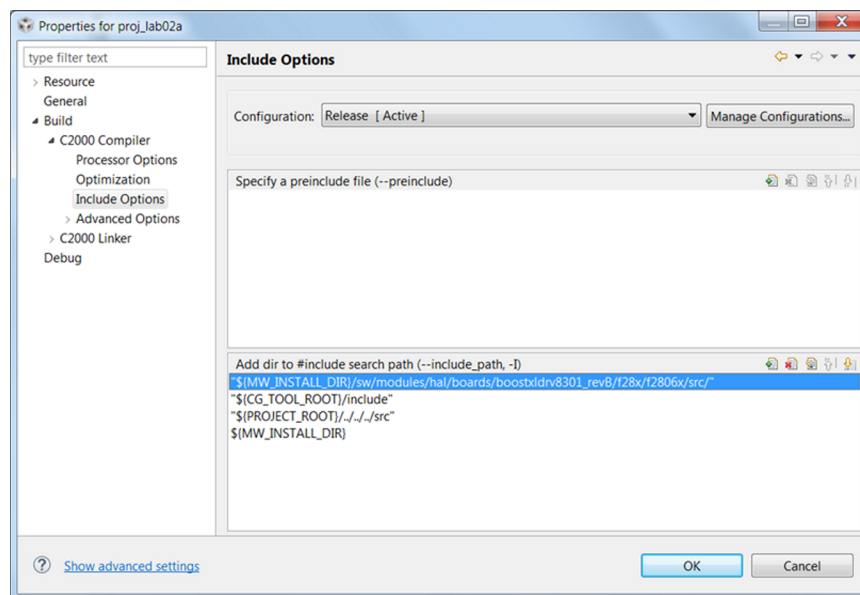 Properties for proj_lab02a
type filter text
Resource
General
Build
C2000 Compiler
Processor Options
Optimization
Include Options
Advanced Options
C2000 Linker
Debug
Include Options
Configuration: Release [ Active ] Manage Configurations...
Specify a preinclude file (--preinclude)
Add dir to #include search path (--include_path, -I)
"${MW_INSTALL_DIR}/sw/modules/hal/boards/boostxldrv8301_revB/f28x/f2806x/src/"
"${CG_TOOL_ROOT}/include"
"${PROJECT_ROOT}/../../../src"
${MW_INSTALL_DIR}
? Show advanced settings
OK Cancel